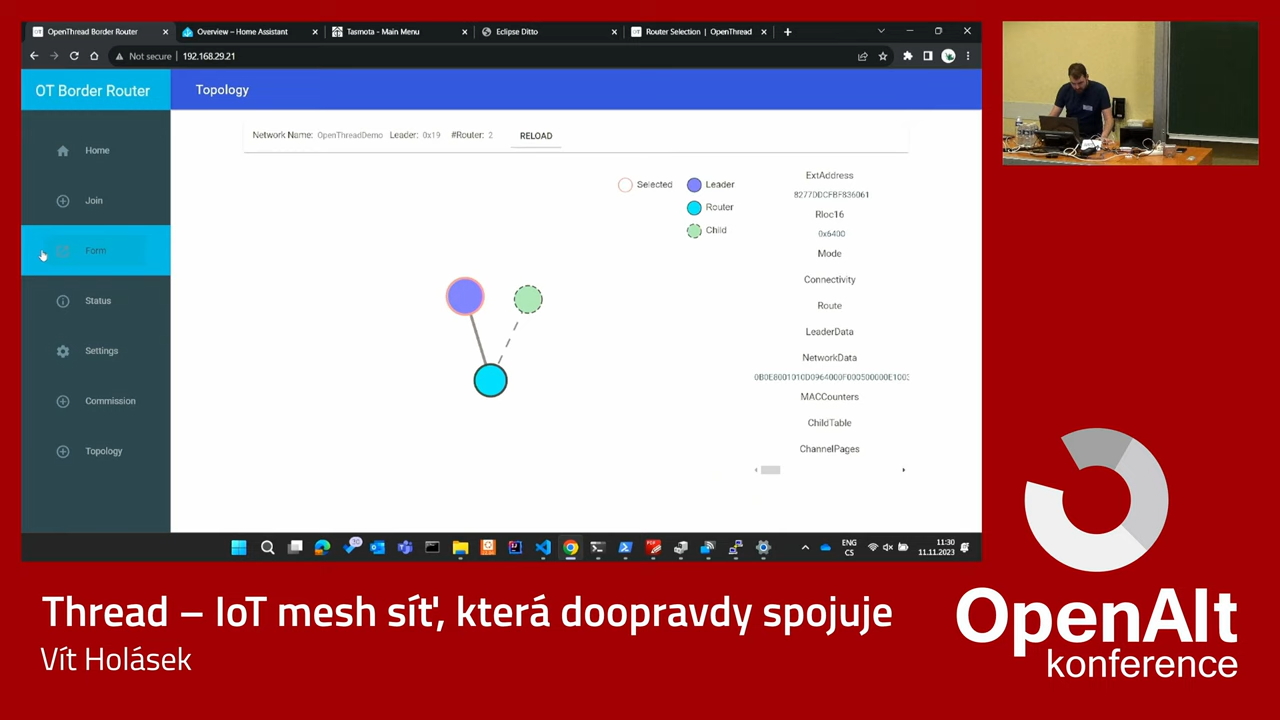 OpenThread Border Router
Overview – Home Assistant
Tasmota - Main Menu
Eclipse Ditto
Router Selection | OpenThread
Not secure
192.168.29.21
OT Border Router
Topology
Home
Join
Form
Status
Settings
Commission
Topology
Network Name: OpenThreadDemo Leader: 0x19 #Router: 2 RELOAD
Selected
Leader
Router
Child
ExtAddress
8277DDCFBF836061
Rloc16
0x6400
Mode
Connectivity
Route
LeaderData
NetworkData
0B0E8001010D0964000F000500000E1003
MACCounters
ChildTable
ChannelPages
30
ENG
CS
11:30
11.11.2023
Thread – IoT mesh síť, která doopravdy spojuje
Vít Holásek
OpenAlt
konference